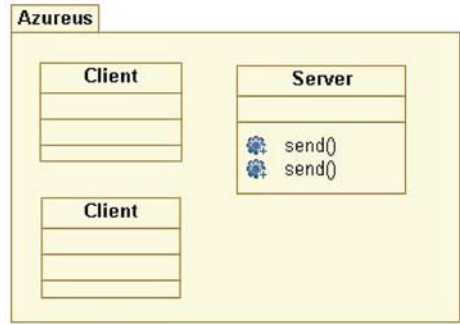 Azureus
Client
Server
send()
send()
Client